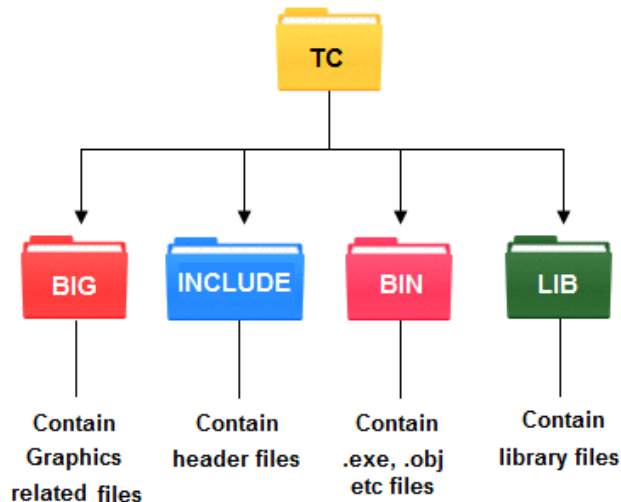 TC
BIG
INCLUDE
BIN
LIB
Contain
Graphics
related files
Contain
header files
Contain
.exe, .obj
etc files
Contain
library files